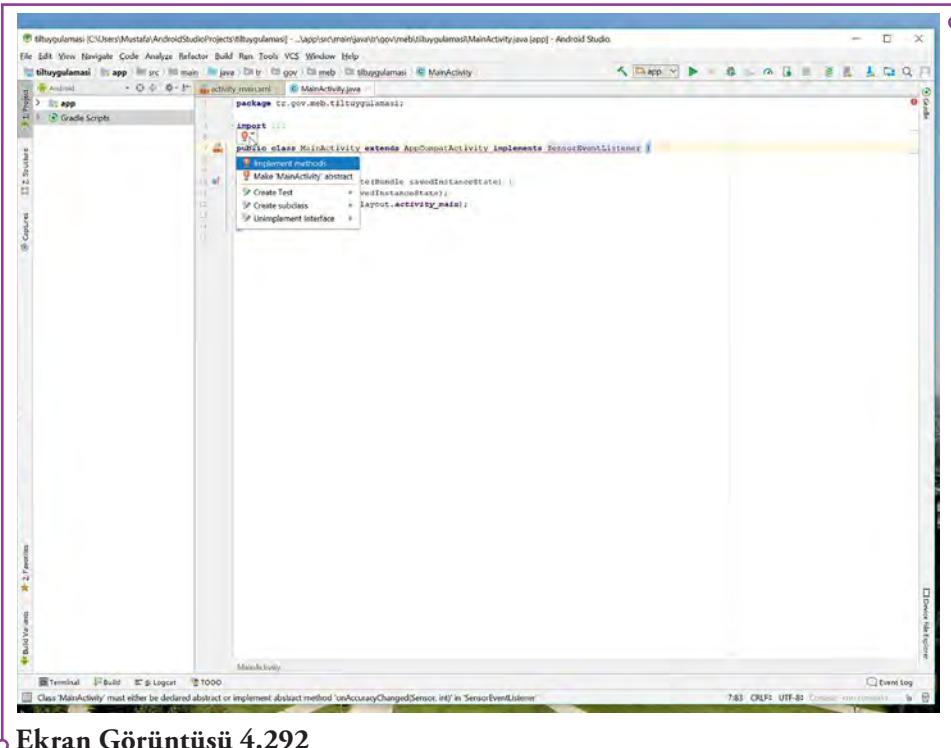 tiltuygulamasi [C:\Users\Mustafa\AndroidStudioProjects\tiltuygulamasi] - ...\app\src\main\java\tr\gov\meb\tiltuygulamasi\MainActivity.java [app] - Android Studio
File Edit View Navigate Code Analyze Refactor Build Run Tools VCS Window Help
tiltuygulamasi app src main java tr gov meb tiltuygulamasi MainActivity app
Android activity_main.xml MainActivity.java
app
Gradle Scripts
1: Project
2: Structure
Captures
2: Favorites
Build Variants
Gradle
Device File Explorer
package tr.gov.meb.tiltuygulamasi;
import ...
public class MainActivity extends AppCompatActivity implements SensorEventListener {
Implement methods
Make 'MainActivity' abstract
te(Bundle savedInstanceState) {
Create Test
vedInstanceState);
Create subclass
layout.activity_main);
Unimplement Interface
MainActivity
Terminal Build 6: Logcat TODO Event Log
Class 'MainActivity' must either be declared abstract or implement abstract method 'onAccuracyChanged(Sensor, int)' in 'SensorEventListener' 7:83 CRLF: UTF-8:
Ekran Görüntüsü 4.292